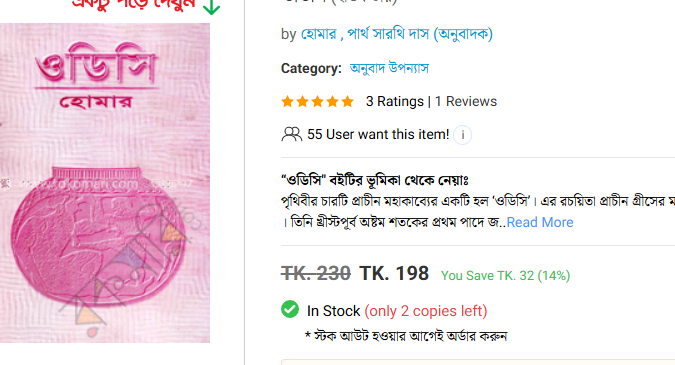 একটু পড়ে দেখুন
ওডিসি
হোমার
by হোমার , পার্থ সারথি দাস (অনুবাদক)
Category: অনুবাদ উপন্যাস
3 Ratings | 1 Reviews
55 User want this item! i
"ওডিসি" বইটির ভূমিকা থেকে নেয়াঃ
পৃথিবীর চারটি প্রাচীন মহাকাব্যের একটি হল ‘ওডিসি’। এর রচয়িতা প্রাচীন গ্রীসের ম
। তিনি খ্রীস্টপূর্ব অষ্টম শতকের প্রথম পাদে জ..Read More
TK. 230 TK. 198 You Save TK. 32 (14%)
In Stock (only 2 copies left)
* স্টক আউট হওয়ার আগেই অর্ডার করুন